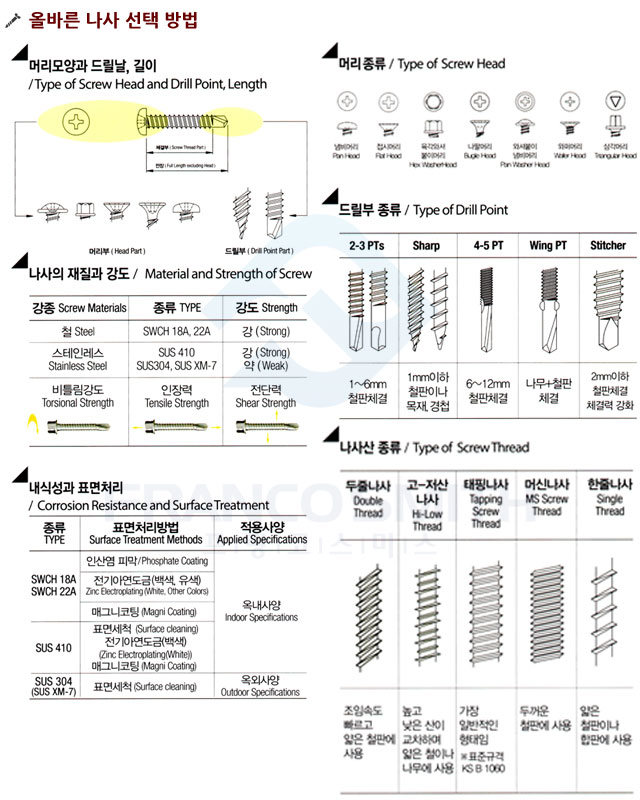 올바른 나사 선택 방법
머리모양과 드릴날, 길이
/Type of Screw Head and Drill Point, Length
체결부 (Screw Thread Part)
전장 (Full Length excluding Head)
머리부 (Head Part)
드릴부 (Drill Point Part)
나사의 재질과 강도 / Material and Strength of Screw
강종 Screw Materials
종류 TYPE
강도 Strength
철 Steel
SWCH 18A, 22A
강 (Strong)
스테인레스
Stainless Steel
SUS 410
SUS304, SUS XM-7
강 (Strong)
약 (Weak)
비틀림강도
Torsional Strength
인장력
Tensile Strength
전단력
Shear Strength
내식성과 표면처리
/ Corrosion Resistance and Surface Treatment
종류
TYPE
표면처리방법
Surface Treatment Methods
적용사양
Applied Specifications
SWCH 18A
SWCH 22A
인산염 피막/Phosphate Coating
전기아연도금(백색, 유색)
Zinc Electroplating (White, Other Colors)
매그니코팅 (Magni Coating)
옥내사양
Indoor Specifications
SUS 410
표면세척 (Surface cleaning)
전기아연도금(백색)
(Zinc Electroplating(White))
매그니코팅 (Magni Coating)
SUS 304
(SUS XM-7)
표면세척 (Surface cleaning)
옥외사양
Outdoor Specifications
머리종류 / Type of Screw Head
냄비머리
Pan Head
접시머리
Flat Head
육각와셔
붙이머리
Hex WasherHead
나팔머리
Bugle Head
와셔붙이
냄비머리
Pan Washer Head
와퍼머리
Wafer Head
삼각머리
Triangular Head
드릴부 종류 / Type of Drill Point
2-3 PTs
Sharp
4-5 PT
Wing PT
Stitcher
1~6mm
철판체결
1mm이하
철판이나
목재, 경첩
6~12mm
철판체결
나무+철판
체결
2mm이하
철판체결
체결력 강화
나사산 종류 / Type of Screw Thread
두줄나사
Double
Thread
고-저산
나사
Hi-Low
Thread
태핑나사
Tapping
Screw
Thread
머신나사
MS Screw
Thread
한줄나사
Single
Thread
조임속도
빠르고
얇은 철판에
사용
높고
낮은 산이
교차하며
얇은 철이나
나무에 사용
가장
일반적인
형태임
※표준규격
KS B 1060
두꺼운
철판에 사용
얇은
철판이나
합판에 사용